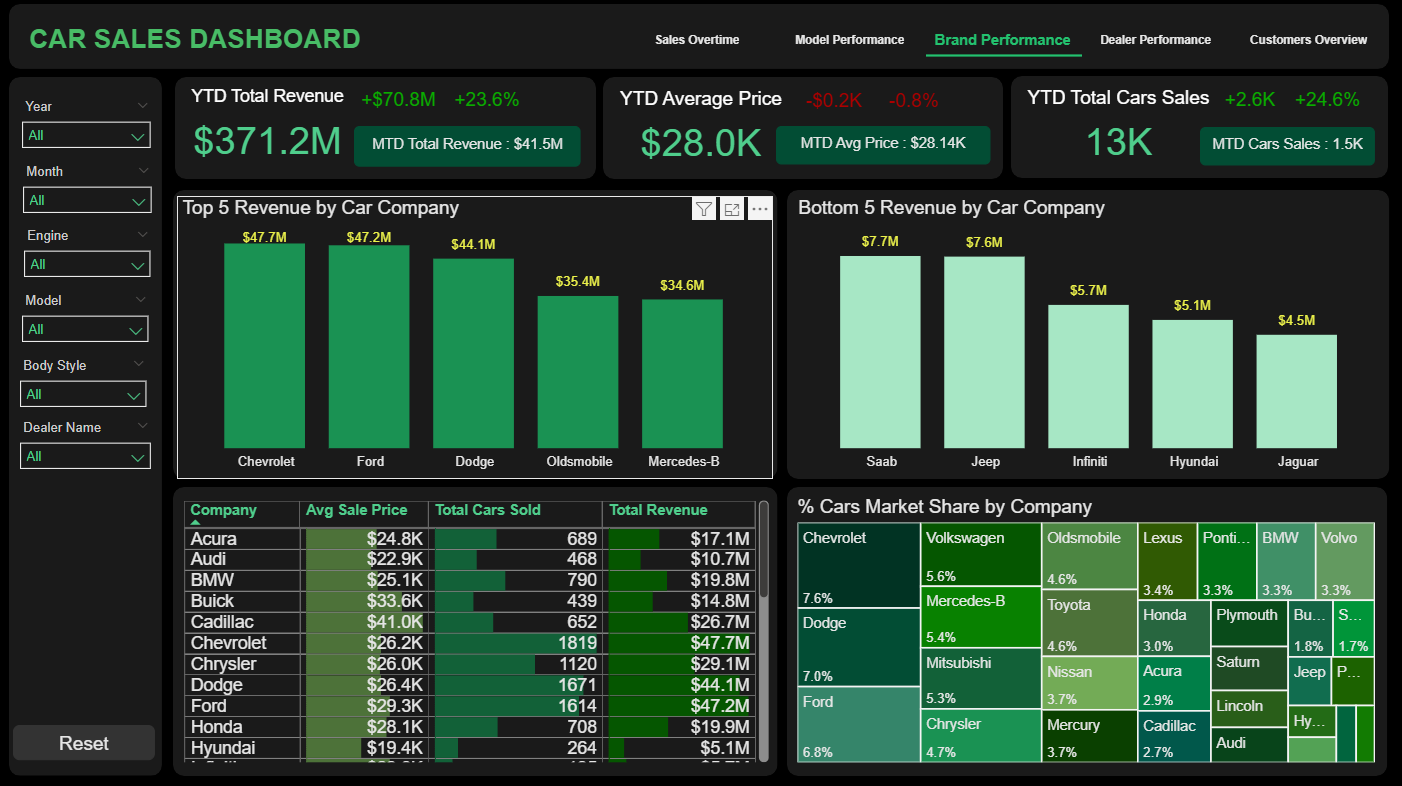 CAR SALES DASHBOARD
Sales Overtime
Model Performance
Brand Performance
Dealer Performance
Customers Overview
Year
All
Month
All
Engine
All
Model
All
Body Style
All
Dealer Name
All
Reset
YTD Total Revenue +$70.8M +23.6%
$371.2M
MTD Total Revenue : $41.5M
YTD Average Price -$0.2K -0.8%
$28.0K
MTD Avg Price : $28.14K
YTD Total Cars Sales +2.6K +24.6%
13K
MTD Cars Sales : 1.5K
Top 5 Revenue by Car Company
$47.7M $47.2M $44.1M $35.4M $34.6M
Chevrolet Ford Dodge Oldsmobile Mercedes-B
Bottom 5 Revenue by Car Company
$7.7M $7.6M $5.7M $5.1M $4.5M
Saab Jeep Infiniti Hyundai Jaguar
Company Avg Sale Price Total Cars Sold Total Revenue
Acura $24.8K 689 $17.1M
Audi $22.9K 468 $10.7M
BMW $25.1K 790 $19.8M
Buick $33.6K 439 $14.8M
Cadillac $41.0K 652 $26.7M
Chevrolet $26.2K 1819 $47.7M
Chrysler $26.0K 1120 $29.1M
Dodge $26.4K 1671 $44.1M
Ford $29.3K 1614 $47.2M
Honda $28.1K 708 $19.9M
Hyundai $19.4K 264 $5.1M
% Cars Market Share by Company
Chevrolet
7.6%
Dodge
7.0%
Ford
6.8%
Volkswagen
5.6%
Mercedes-B
5.4%
Mitsubishi
5.3%
Chrysler
4.7%
Oldsmobile
4.6%
Toyota
4.6%
Nissan
3.7%
Mercury
3.7%
Lexus
3.4%
Ponti...
3.3%
BMW
3.3%
Volvo
3.3%
Honda
3.0%
Acura
2.9%
Cadillac
2.7%
Plymouth
Saturn
Lincoln
Audi
Bu...
1.8%
S...
1.7%
Jeep
P...
Hy...